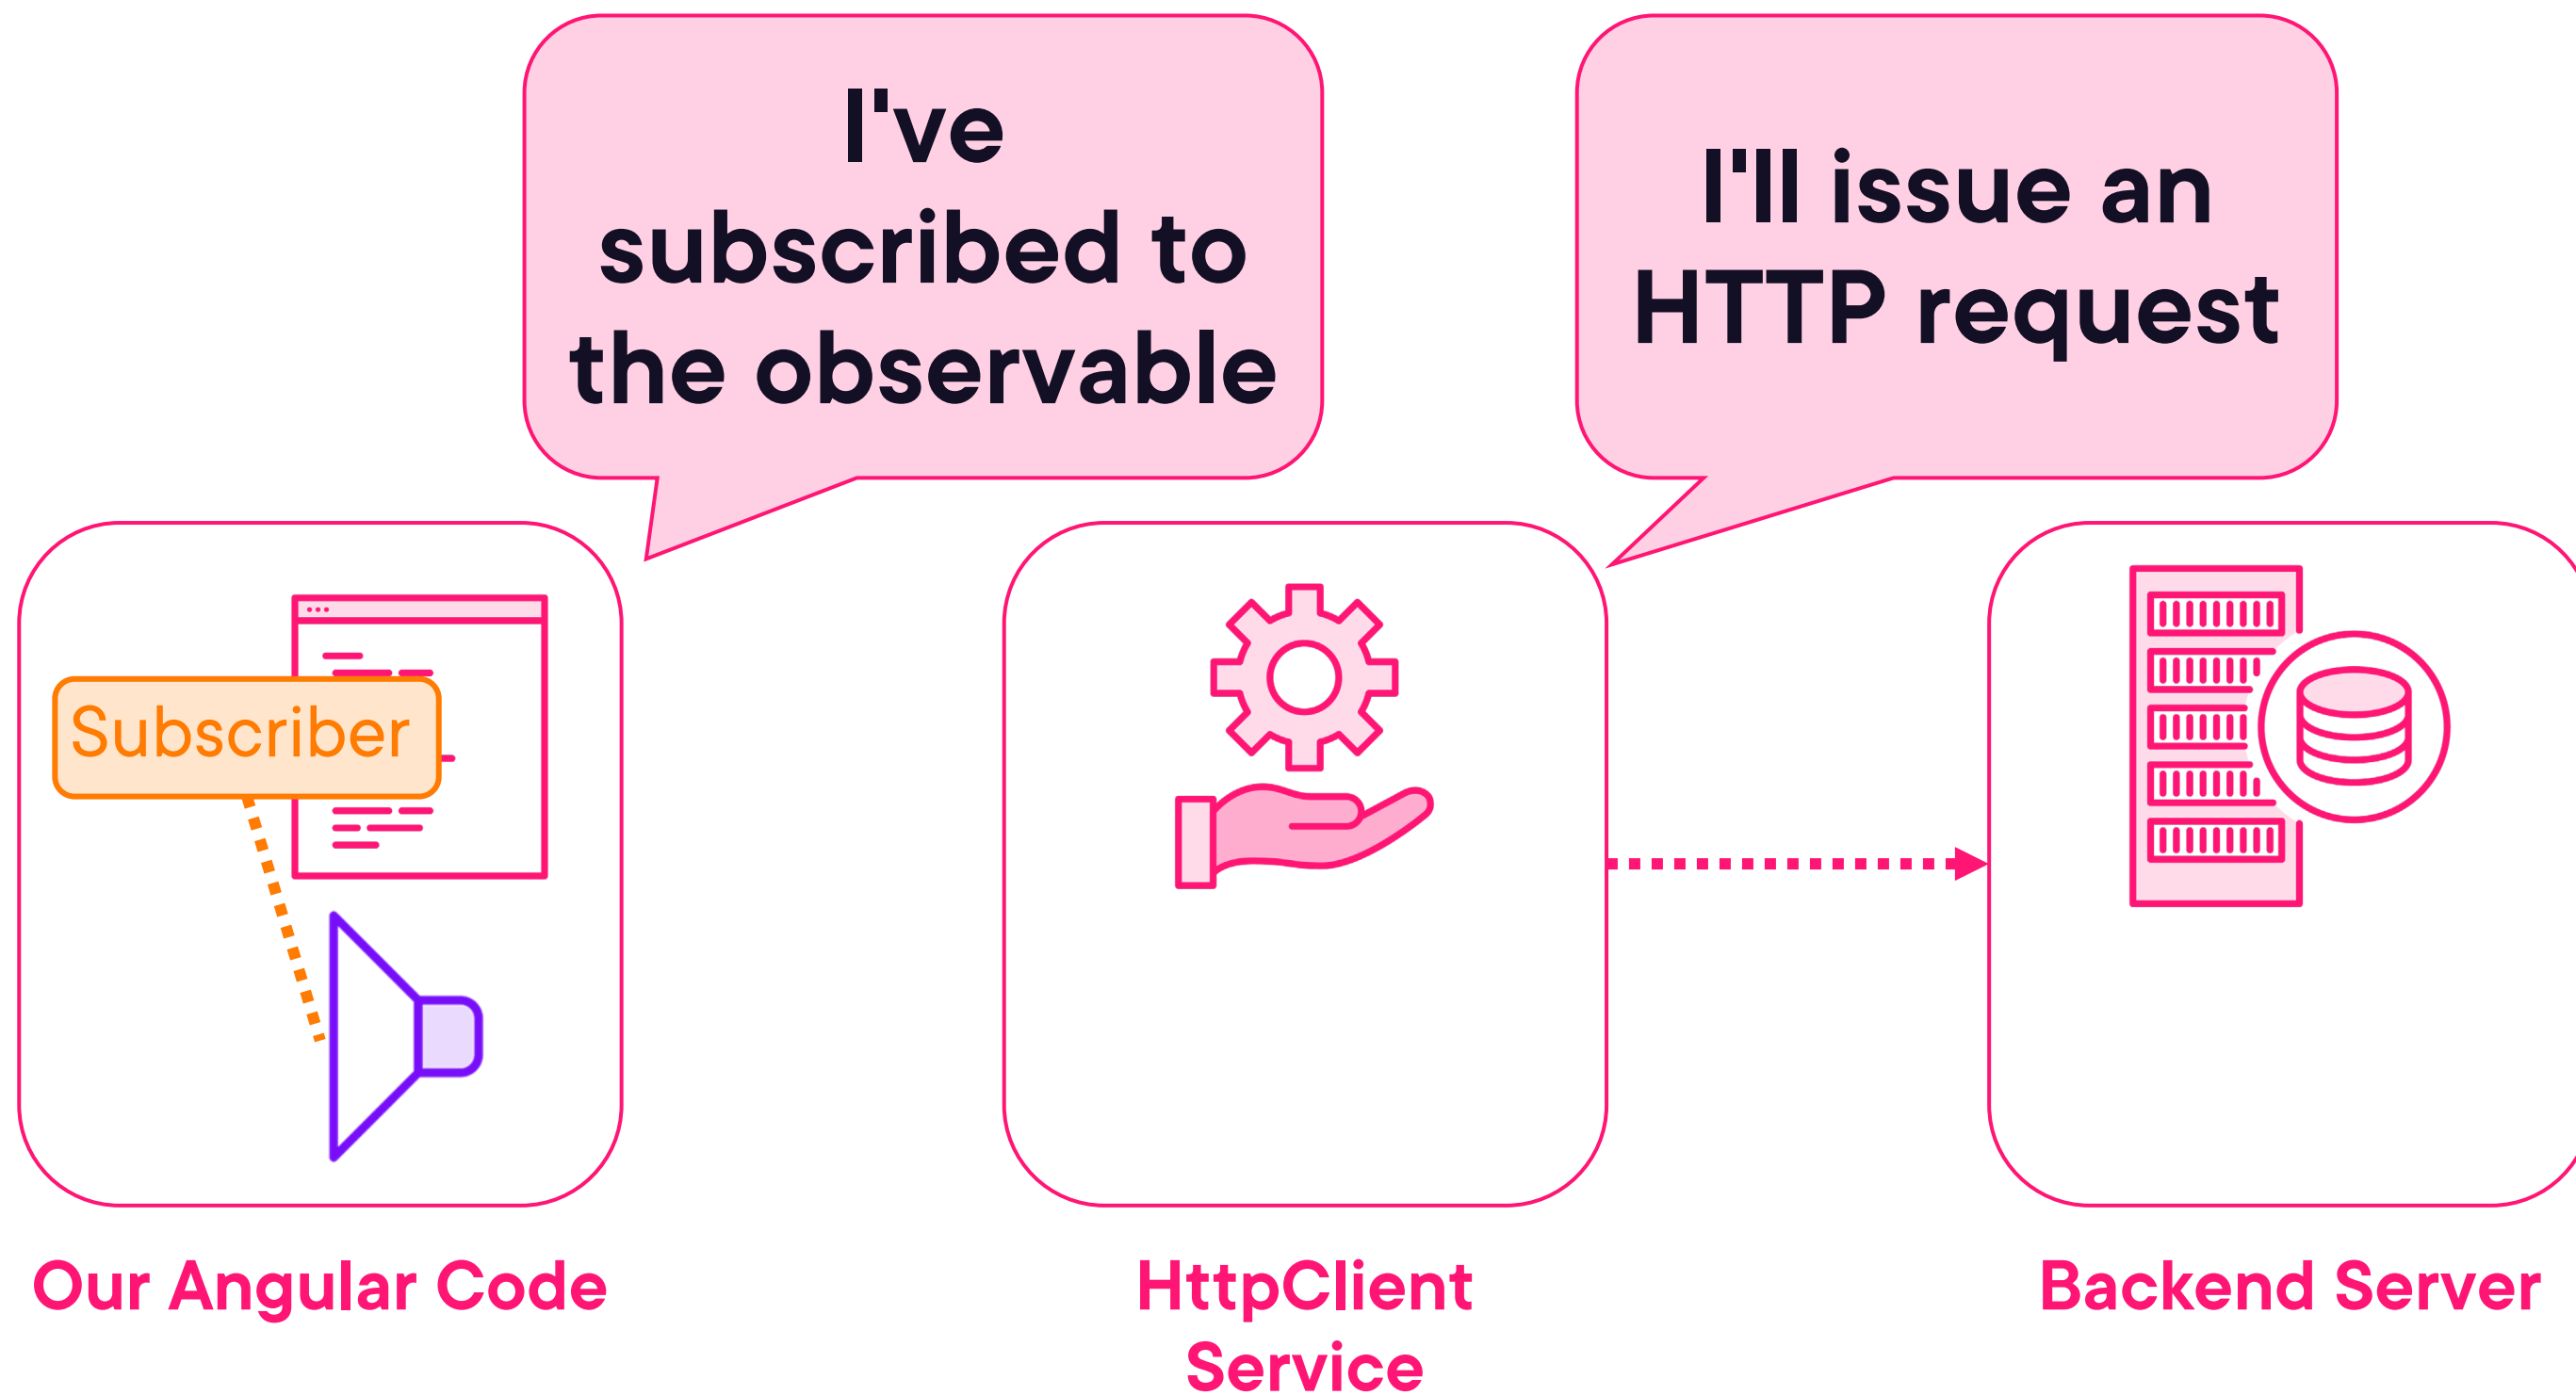 I've
subscribed to
the observable
I'll issue an
HTTP request
Subscriber
Our Angular Code
HttpClient
Service
Backend Server